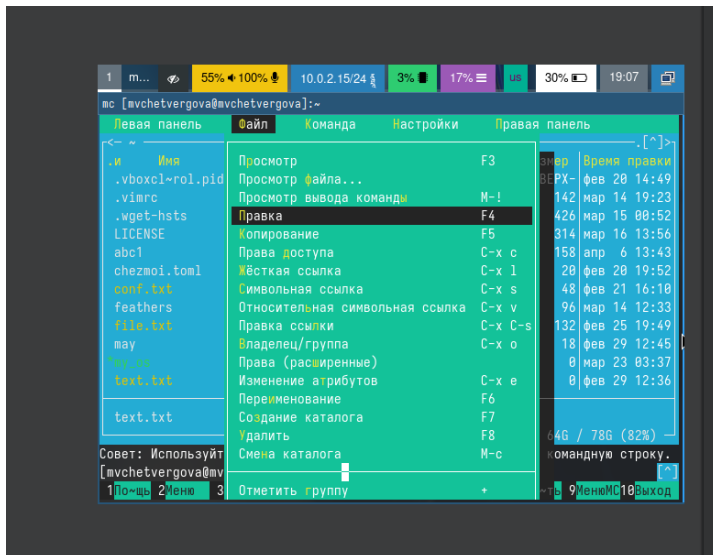 1 m... 55% 100% 10.0.2.15/24 3% 17% us 30% 19:07
mc [mvchetvergova@mvchetvergova]:~
Левая панель Файл Команда Настройки Правая панель
<— ~ .[^]>
.и Имя Просмотр F3 змер Время правки
.vboxcl~rol.pid Просмотр файла... ВЕРХ- фев 20 14:49
.vimrc Просмотр вывода команды M-! 142 мар 14 19:23
.wget-hsts Правка F4 426 мар 15 00:52
LICENSE Копирование F5 314 мар 16 13:56
abc1 Права доступа C-x c 158 апр 6 13:43
chezmoi.toml Жёсткая ссылка C-x l 20 фев 20 19:52
conf.txt Символьная ссылка C-x s 48 фев 21 16:10
feathers Относительная символьная ссылка C-x v 96 мар 14 12:33
file.txt Правка ссылки C-x C-s 132 фев 25 19:49
may Владелец/группа C-x o 18 фев 29 12:45
*my.os Права (расширенные) 0 мар 23 03:37
text.txt Изменение атрибутов C-x e 0 фев 29 12:36
Переименование F6
text.txt Создание каталога F7
Удалить F8 64G / 78G (82%)
Совет: Используйт Смена каталога M-c командную строку.
[mvchetvergova@mv [^]
1По~щь 2Меню 3 Отметить группу + ~ть 9МенюMC 10Выход